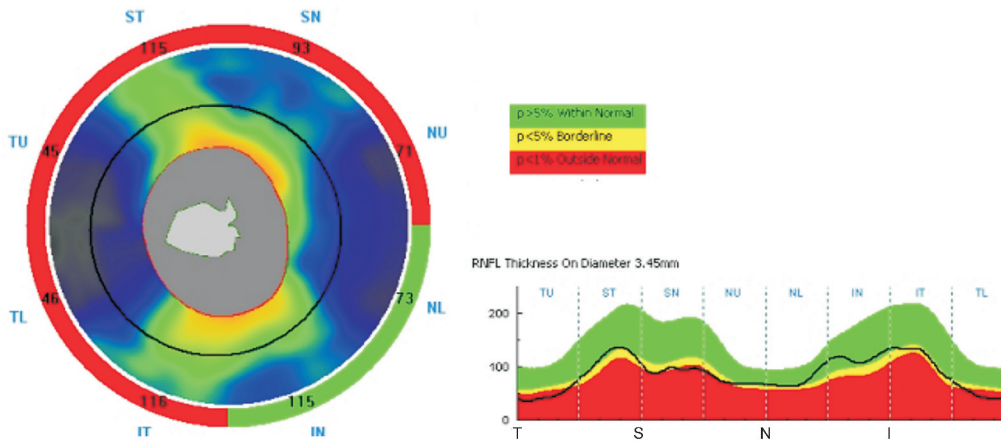 ST
SN
115
93
TU
NU
45
71
46
73
TL
NL
116
115
IT
IN
p>5% Within Normal
p<5% Borderline
p<1% Outside Normal
RNFL Thickness On Diameter 3.45mm
TU ST SN NU NL IN IT TL
200
100
0
T S N I